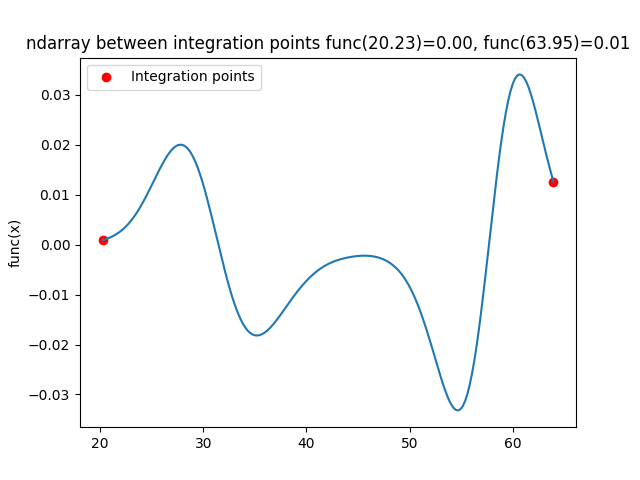 ndarray between integration points func(20.23)=0.00, func(63.95)=0.01
Integration points
func(x)
0.03
0.02
0.01
0.00
−0.01
−0.02
−0.03
20 30 40 50 60